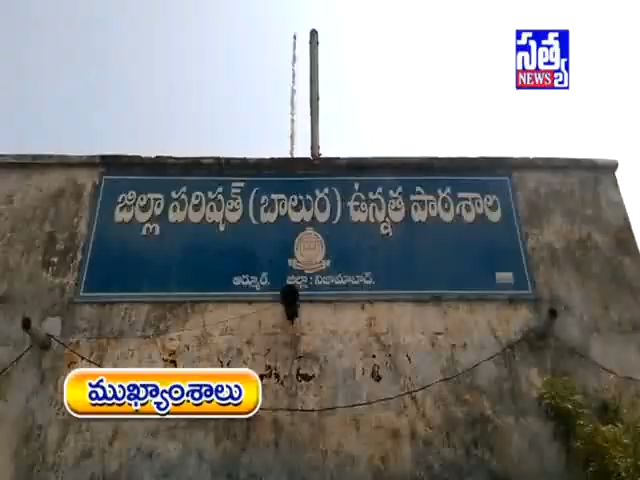 సత్య
NEWS
జిల్లా పరిషత్ (బాలుర) ఉన్నత పాఠశాల
ఆర్మూర్. జిల్లా : నిజామాబాద్.
ముఖ్యాంశాలు